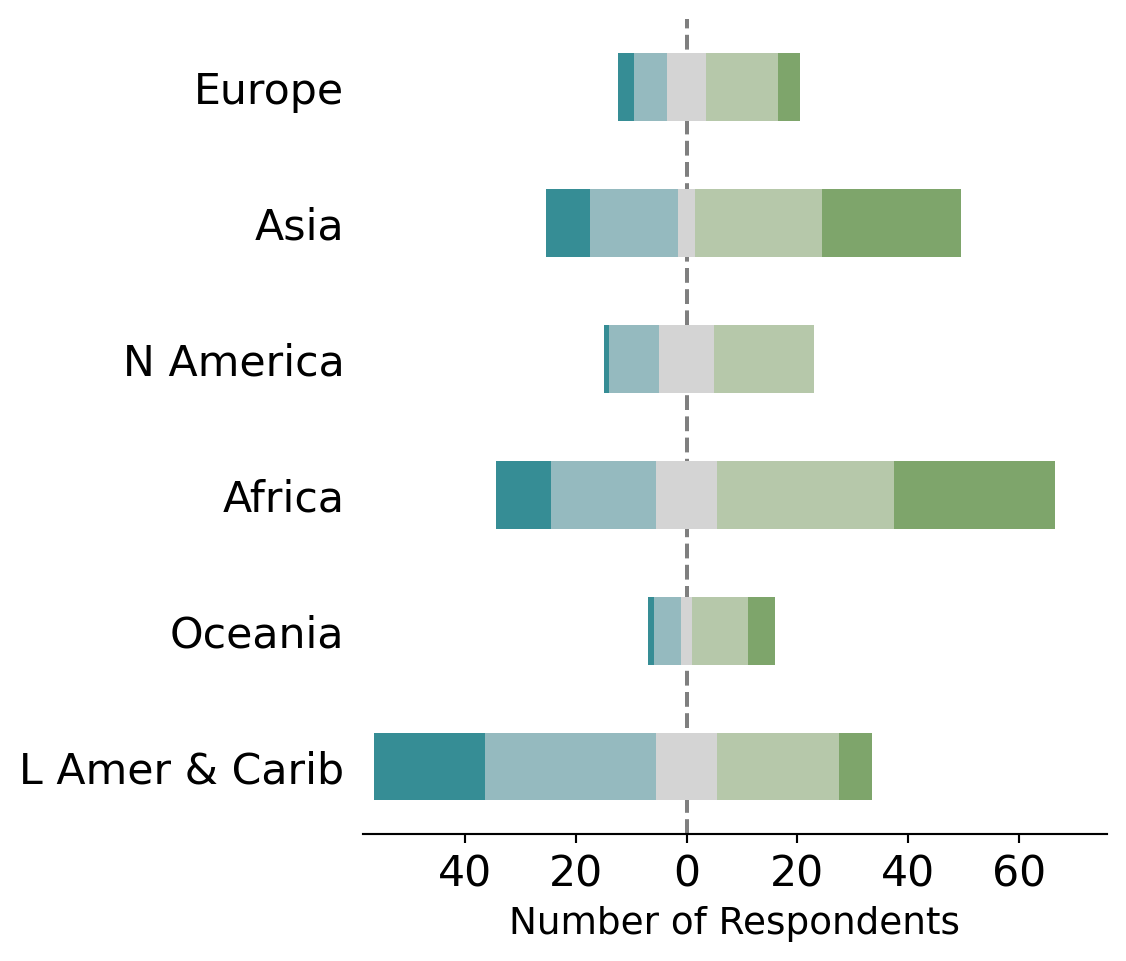 Europe
Asia
N America
Africa
Oceania
L Amer & Carib
40 20 0 20 40 60
Number of Respondents